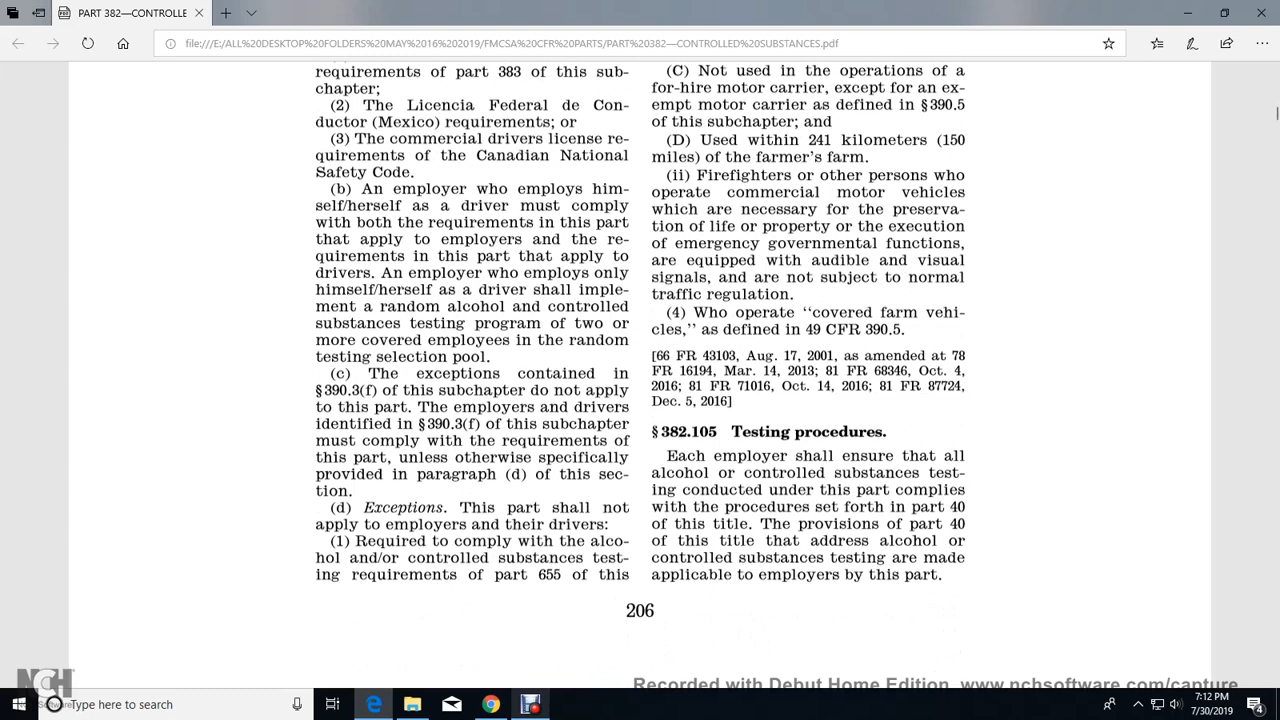 PART 382—CONTROLLE
file:///E:/ALL%20DESKTOP%20FOLDERS%20MAY%2016%202019/FMCSA%20CFR%20PARTS/PART%20382—CONTROLLED%20SUBSTANCES.pdf
requirements of part 383 of this sub-
chapter;
(2) The Licencia Federal de Con-
ductor (Mexico) requirements; or
(3) The commercial drivers license re-
quirements of the Canadian National
Safety Code.
(b) An employer who employs him-
self/herself as a driver must comply
with both the requirements in this part
that apply to employers and the re-
quirements in this part that apply to
drivers. An employer who employs only
himself/herself as a driver shall imple-
ment a random alcohol and controlled
substances testing program of two or
more covered employees in the random
testing selection pool.
(c) The exceptions contained in
§390.3(f) of this subchapter do not apply
to this part. The employers and drivers
identified in §390.3(f) of this subchapter
must comply with the requirements of
this part, unless otherwise specifically
provided in paragraph (d) of this sec-
tion.
(d) Exceptions. This part shall not
apply to employers and their drivers:
(1) Required to comply with the alco-
hol and/or controlled substances test-
ing requirements of part 655 of this
(C) Not used in the operations of a
for-hire motor carrier, except for an ex-
empt motor carrier as defined in §390.5
of this subchapter; and
(D) Used within 241 kilometers (150
miles) of the farmer's farm.
(ii) Firefighters or other persons who
operate commercial motor vehicles
which are necessary for the preserva-
tion of life or property or the execution
of emergency governmental functions,
are equipped with audible and visual
signals, and are not subject to normal
traffic regulation.
(4) Who operate ‘‘covered farm vehi-
cles,’’ as defined in 49 CFR 390.5.
[66 FR 43103, Aug. 17, 2001, as amended at 78
FR 16194, Mar. 14, 2013; 81 FR 68346, Oct. 4,
2016; 81 FR 71016, Oct. 14, 2016; 81 FR 87724,
Dec. 5, 2016]
§382.105 Testing procedures.
Each employer shall ensure that all
alcohol or controlled substances test-
ing conducted under this part complies
with the procedures set forth in part 40
of this title. The provisions of part 40
of this title that address alcohol or
controlled substances testing are made
applicable to employers by this part.
206
NCH
Software
Recorded with Debut Home Edition. www.nchsoftware.com/capture
Type here to search
7:12 PM
7/30/2019